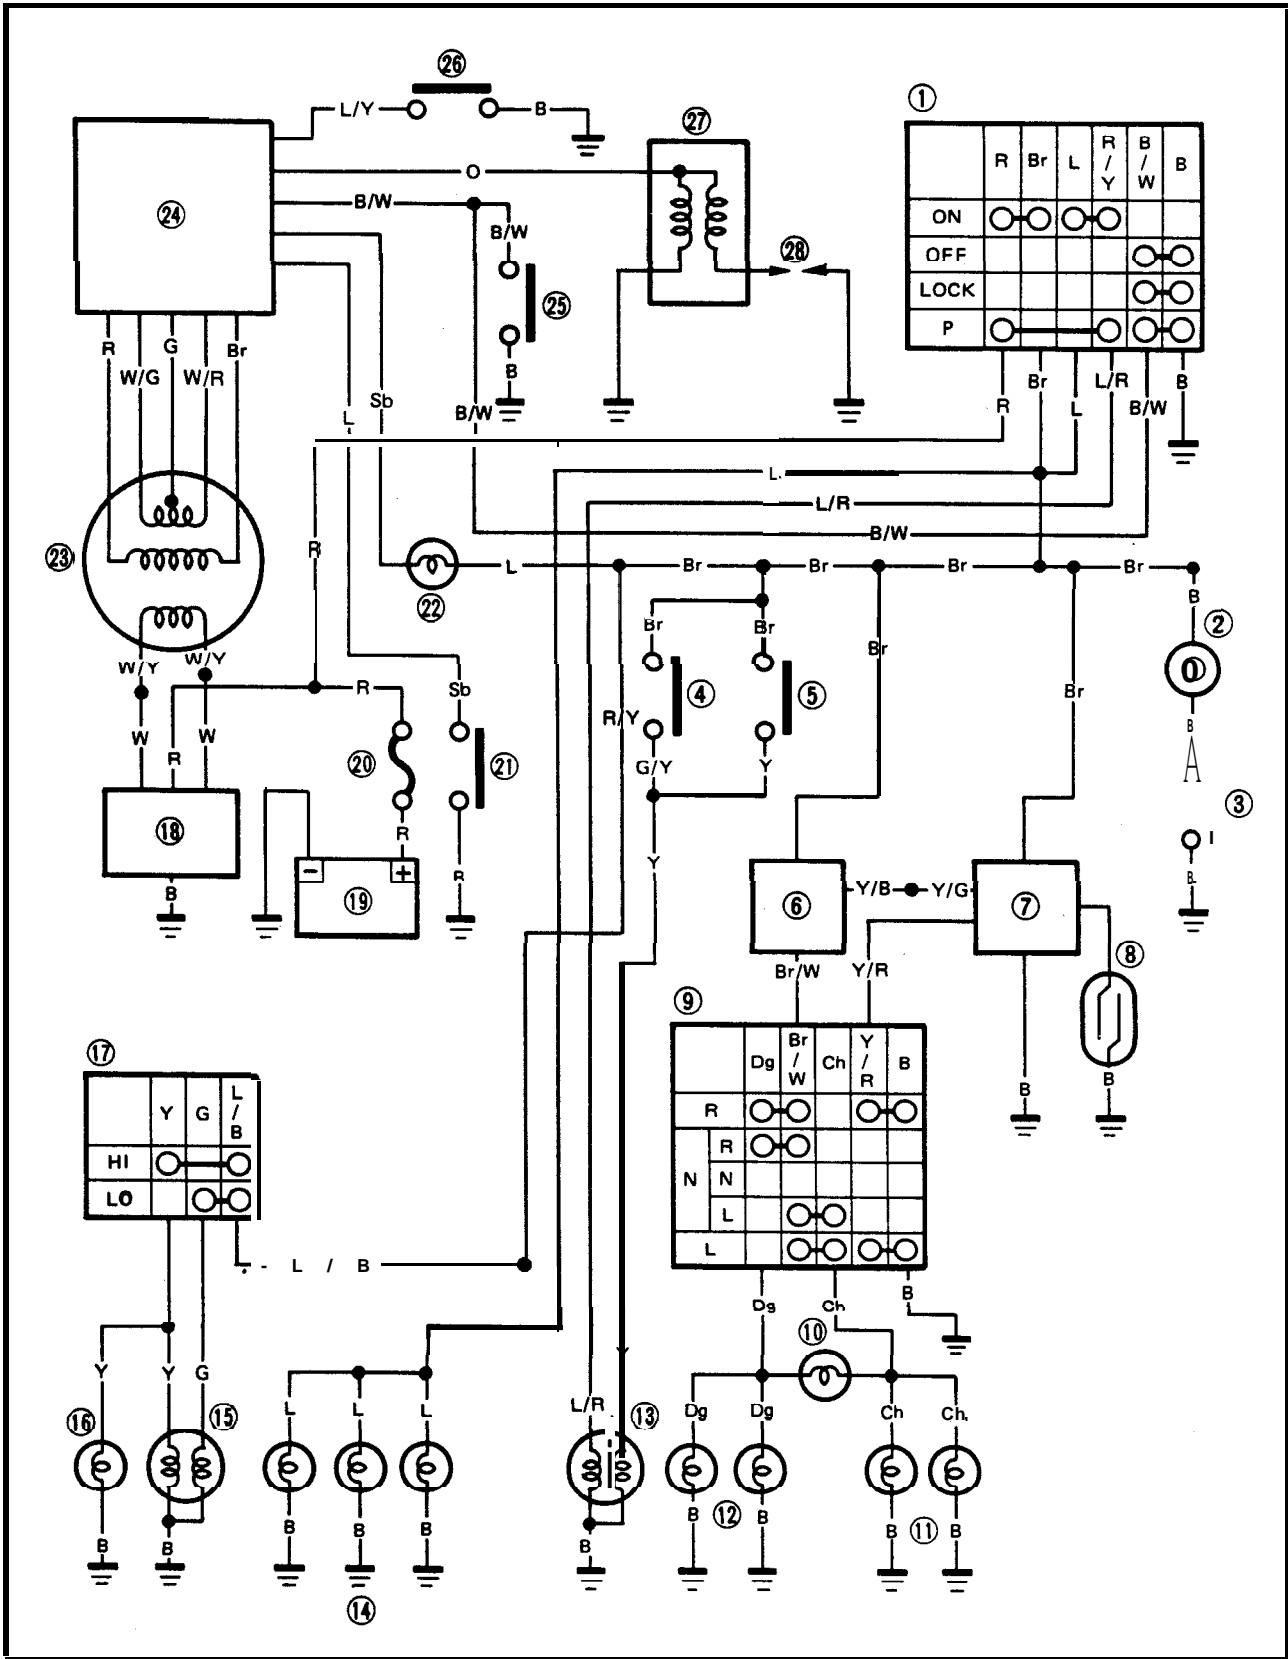 26
L/Y B
27
1
R Br L R/Y B/W B
ON
OFF
LOCK
P
24
O
B/W
B/W
25
B
28
R W/G G W/R Br
L Sb B/W
R Br L L/R B/W B
L.
L/R
B/W
23
R
22
L Br Br Br Br
B
2
W/Y W/Y
Br Br
Br
Br
4
5
R/Y
G/Y Y
R
Sb
W R W
20
21
18
B
R
- +
19
B
A
3
I
B
Y
6
Y/B Y/G
7
8
Br/W Y/R
B
B
9
Dg Br/W Ch Y/R B
R
N R
N
L
L
17
Y G L/B
HI
LO
- L / B
Dg Ch B
10
Y Y G
16
15
L L L
L/R
Y
13
Dg Dg
Ch Ch.
B B
B B B
14
B
B 12 B
B 11 B